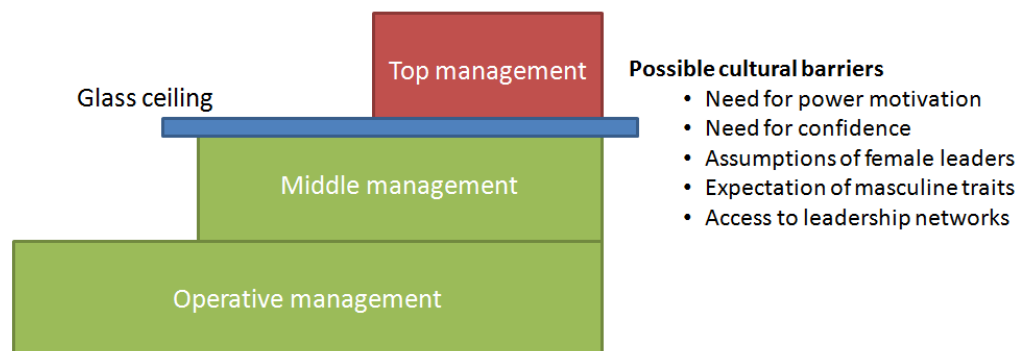 Top management
Glass ceiling
Middle management
Operative management
Possible cultural barriers
• Need for power motivation
• Need for confidence
• Assumptions of female leaders
• Expectation of masculine traits
• Access to leadership networks